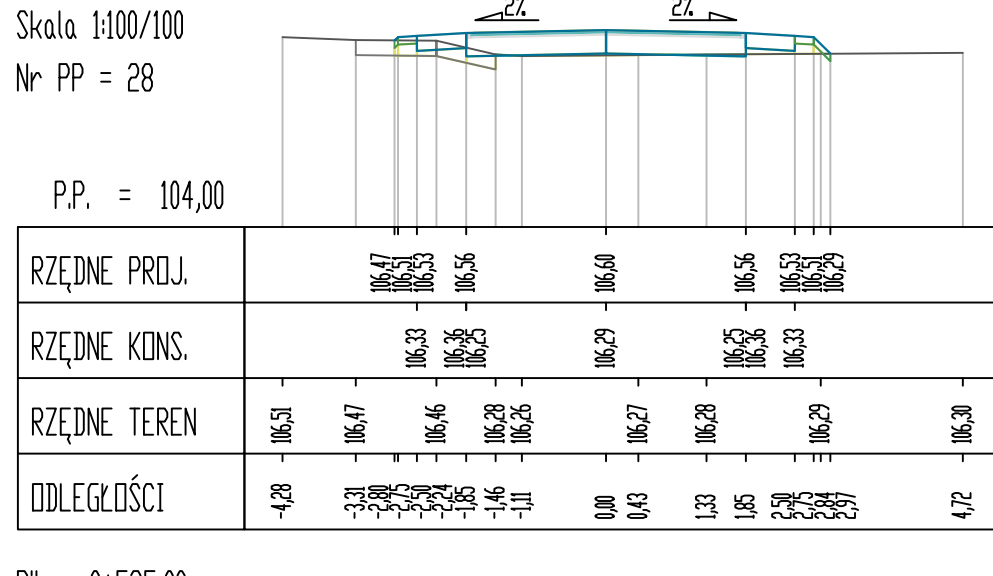 2% 2%
Skala 1:100/100
Nr PP = 28
P.P. = 104,00
RZĘDNE PROJ. 106,47 106,51 106,53 106,56 106,60 106,56 106,53 106,51 106,29
RZĘDNE KONS. 106,33 106,36 106,25 106,29 106,25 106,36 106,33
RZĘDNE TEREN 106,51 106,47 106,46 106,28 106,26 106,27 106,28 106,29 106,30
ODLEGŁOŚCI -4,28 -3,31 -2,80 -2,75 -2,50 -2,24 -1,85 -1,46 -1,11 0,00 0,43 1,33 1,85 2,50 2,75 2,84 2,97 4,72